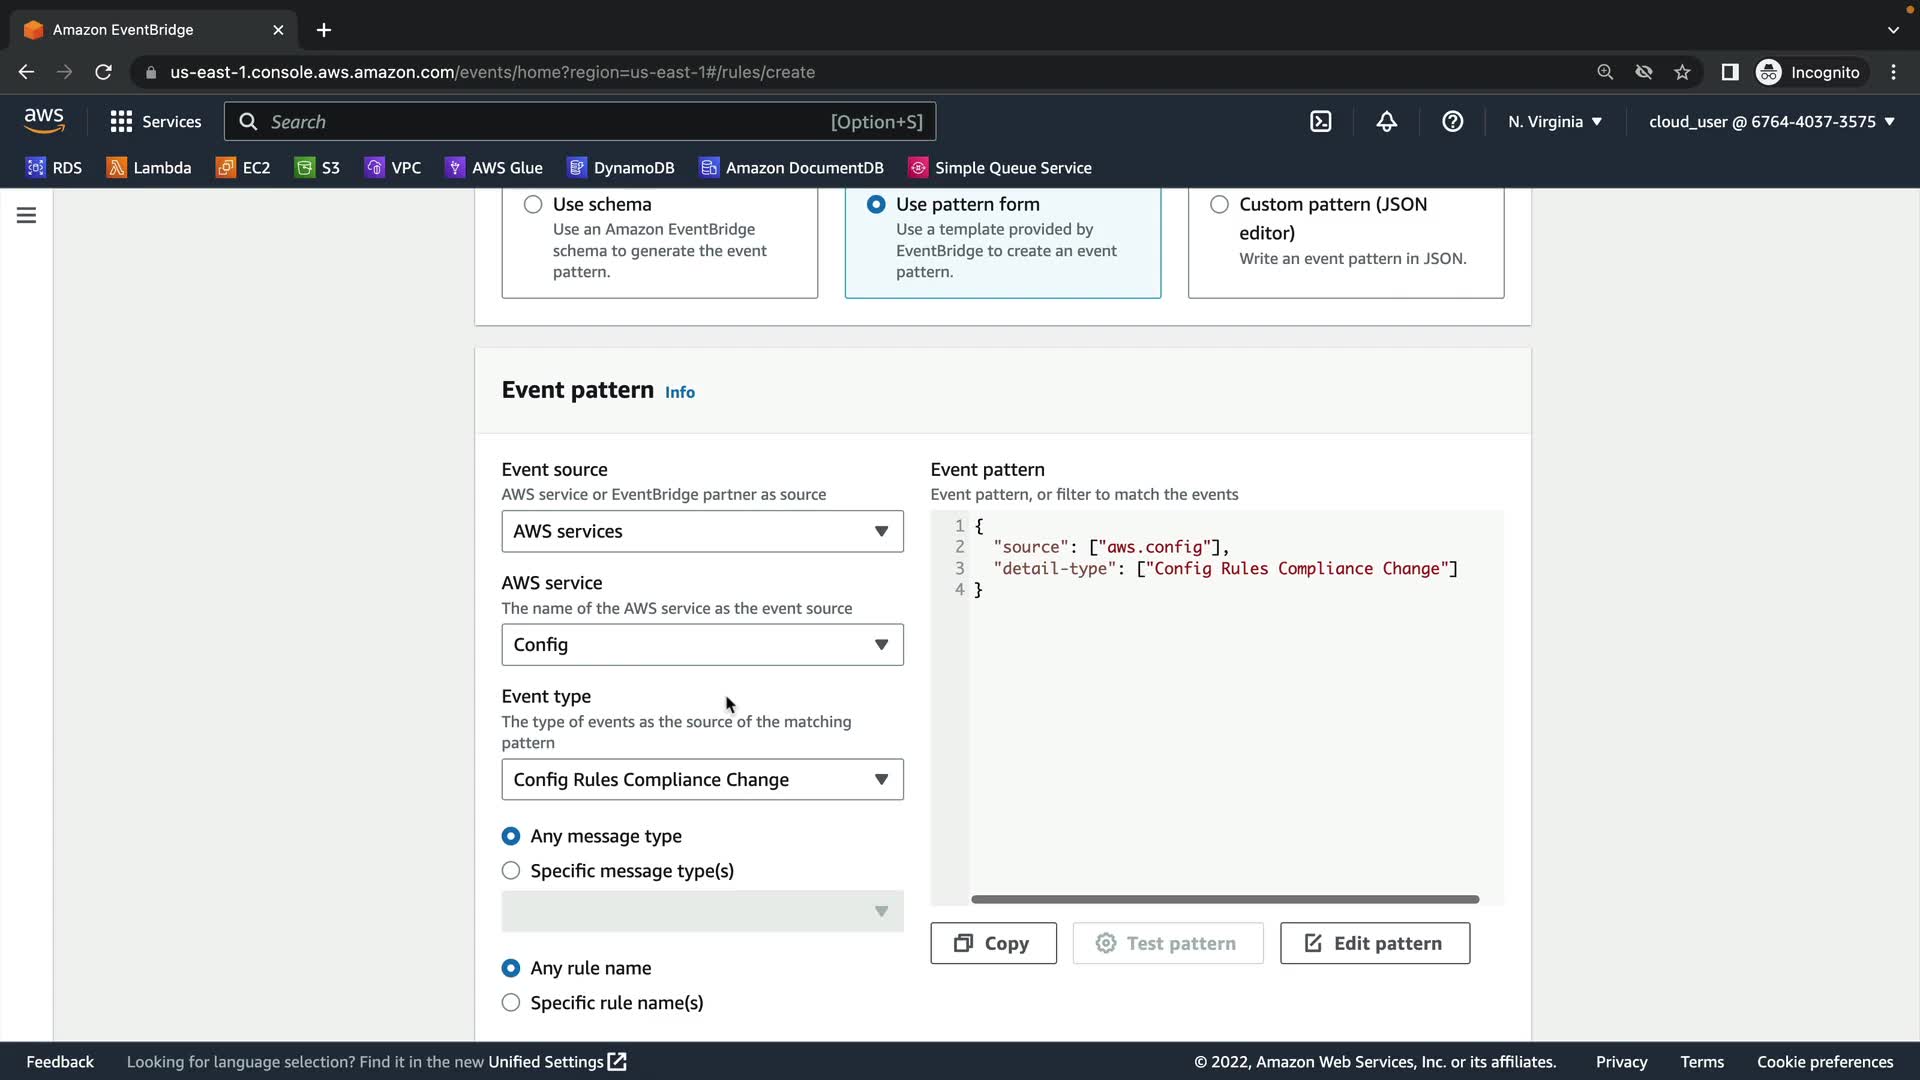 Amazon EventBridge
us-east-1.console.aws.amazon.com/events/home?region=us-east-1#/rules/create
Incognito
aws
Services
Search
[Option+S]
N. Virginia
cloud_user @ 6764-4037-3575
RDS
Lambda
EC2
S3
VPC
AWS Glue
DynamoDB
Amazon DocumentDB
Simple Queue Service
Use schema
Use an Amazon EventBridge
schema to generate the event
pattern.
Use pattern form
Use a template provided by
EventBridge to create an event
pattern.
Custom pattern (JSON
editor)
Write an event pattern in JSON.
Event pattern Info
Event source
AWS service or EventBridge partner as source
AWS services
AWS service
The name of the AWS service as the event source
Config
Event type
The type of events as the source of the matching
pattern
Config Rules Compliance Change
Any message type
Specific message type(s)
Any rule name
Specific rule name(s)
Event pattern
Event pattern, or filter to match the events
1 {
2 "source": ["aws.config"],
3 "detail-type": ["Config Rules Compliance Change"]
4 }
Copy
Test pattern
Edit pattern
Feedback
Looking for language selection? Find it in the new Unified Settings
© 2022, Amazon Web Services, Inc. or its affiliates.
Privacy
Terms
Cookie preferences